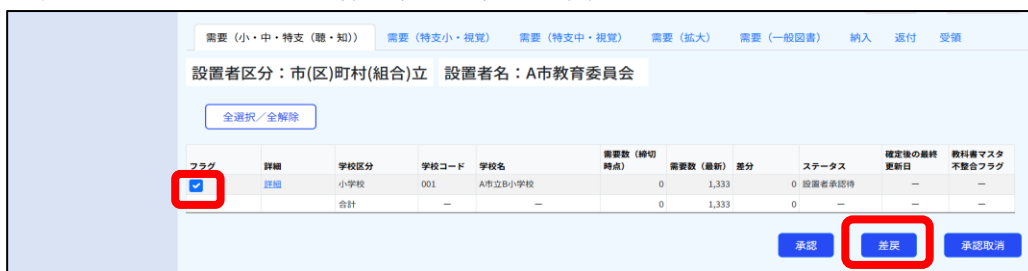 需要（小・中・特支（聴・知）） 需要（特支小・視覚） 需要（特支中・視覚） 需要（拡大） 需要（一般図書） 納入 返付 受領
設置者区分：市(区)町村(組合)立 設置者名：A市教育委員会
全選択／全解除
フラグ 詳細 学校区分 学校コード 学校名 需要数（締切時点） 需要数（最新） 差分 ステータス 確定後の最終更新日 教科書マスタ不整合フラグ
詳細 小学校 001 A市立B小学校 0 1,333 0 設置者承認待 － －
合計 － － 0 1,333 0 － － －
承認 差戻 承認取消